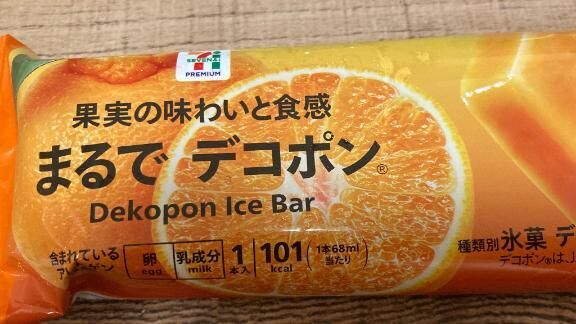 7
SEVEN&i
PREMIUM
果実の味わいと食感
まるで デコポン®
Dekopon Ice Bar
含まれている
アレルゲン
卵
egg
乳成分
milk
1
本入
101
kcal
(1本68ml
当たり)
種類別 氷菓 デ
デコポン®は、J